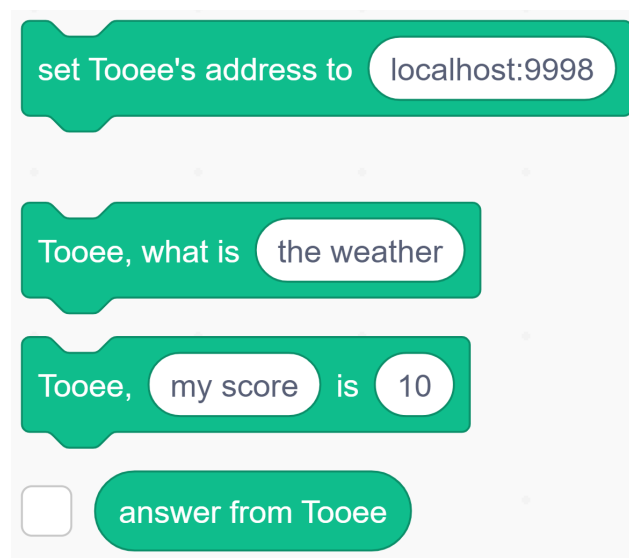 set Tooee's address to localhost:9998
Tooee, what is the weather
Tooee, my score is 10
answer from Tooee